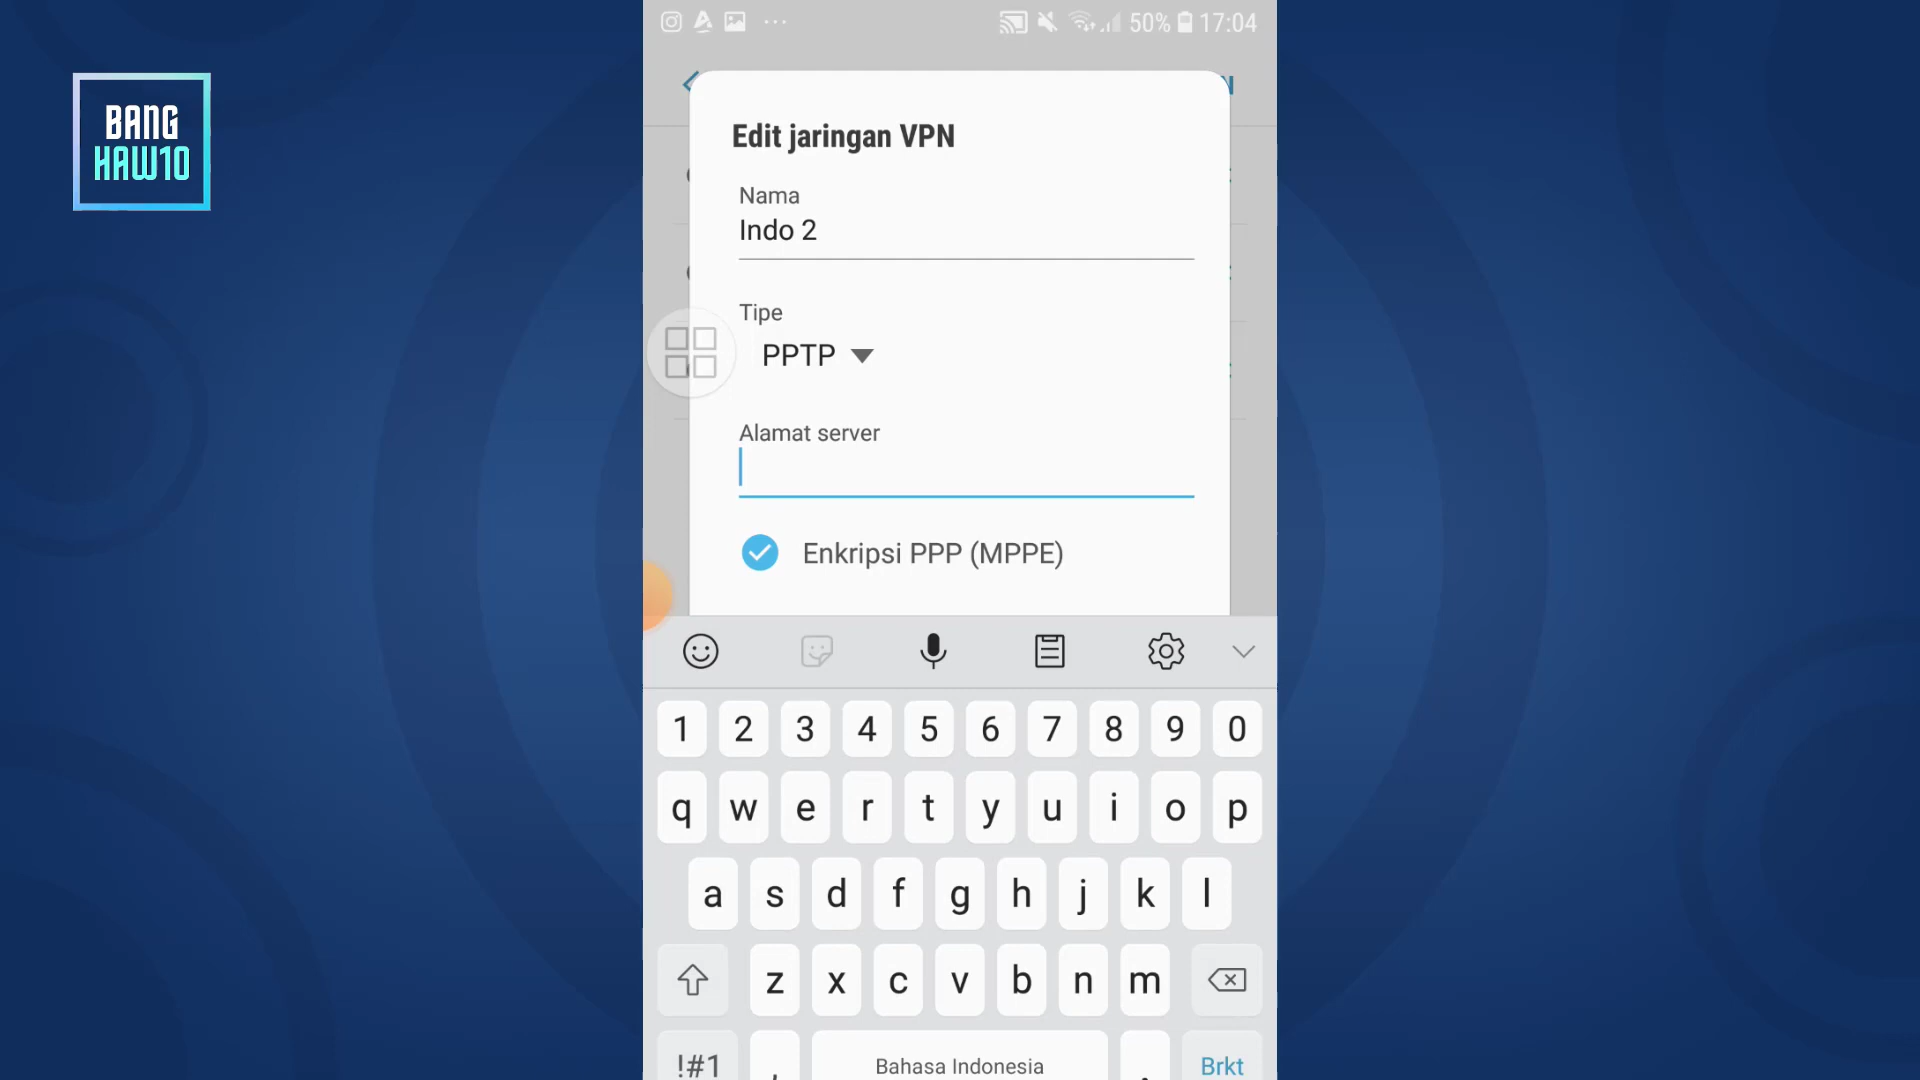 BANG
HAW10
50% 17:04
Edit jaringan VPN
Nama
Indo 2
Tipe
PPTP
Alamat server
Enkripsi PPP (MPPE)
1 2 3 4 5 6 7 8 9 0
q w e r t y u i o p
a s d f g h j k l
z x c v b n m
!#1 , Bahasa Indonesia . Brkt